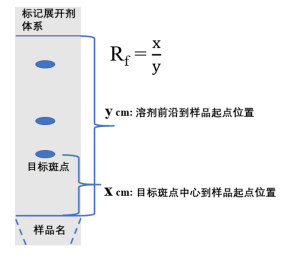 标记展开剂
体系
Rf = x/y
y cm: 溶剂前沿到样品起点位置
目标斑点
x cm: 目标斑点中心到样品起点位置
样品名